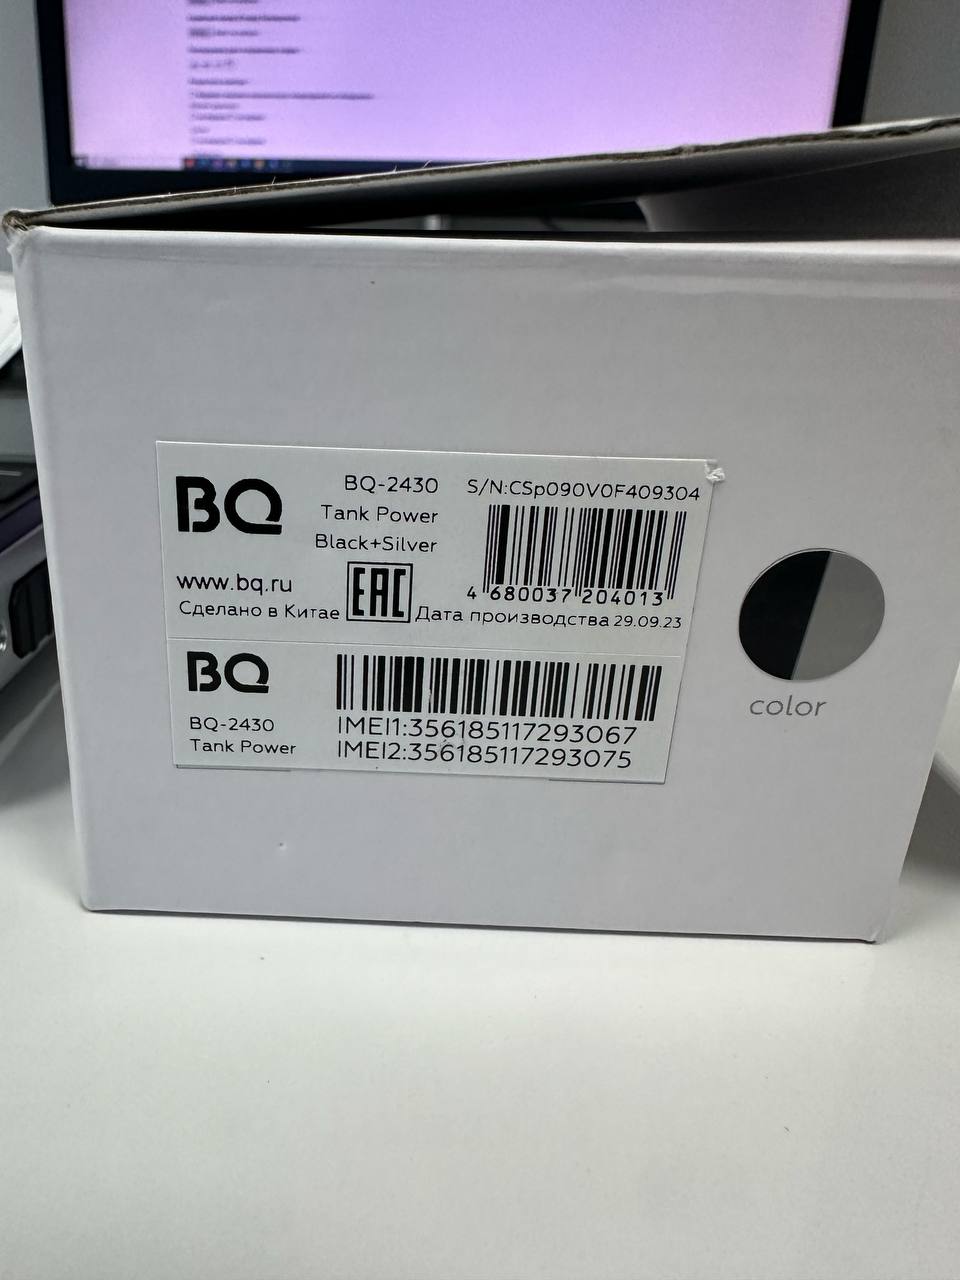 BQ
BQ-2430
Tank Power
Black+Silver
S/N:CSp090V0F409304
4 680037 204013
www.bq.ru
Сделано в Китае
EAC
Дата производства 29.09.23
BQ
BQ-2430
Tank Power
IMEI1:356185117293067
IMEI2:356185117293075
color